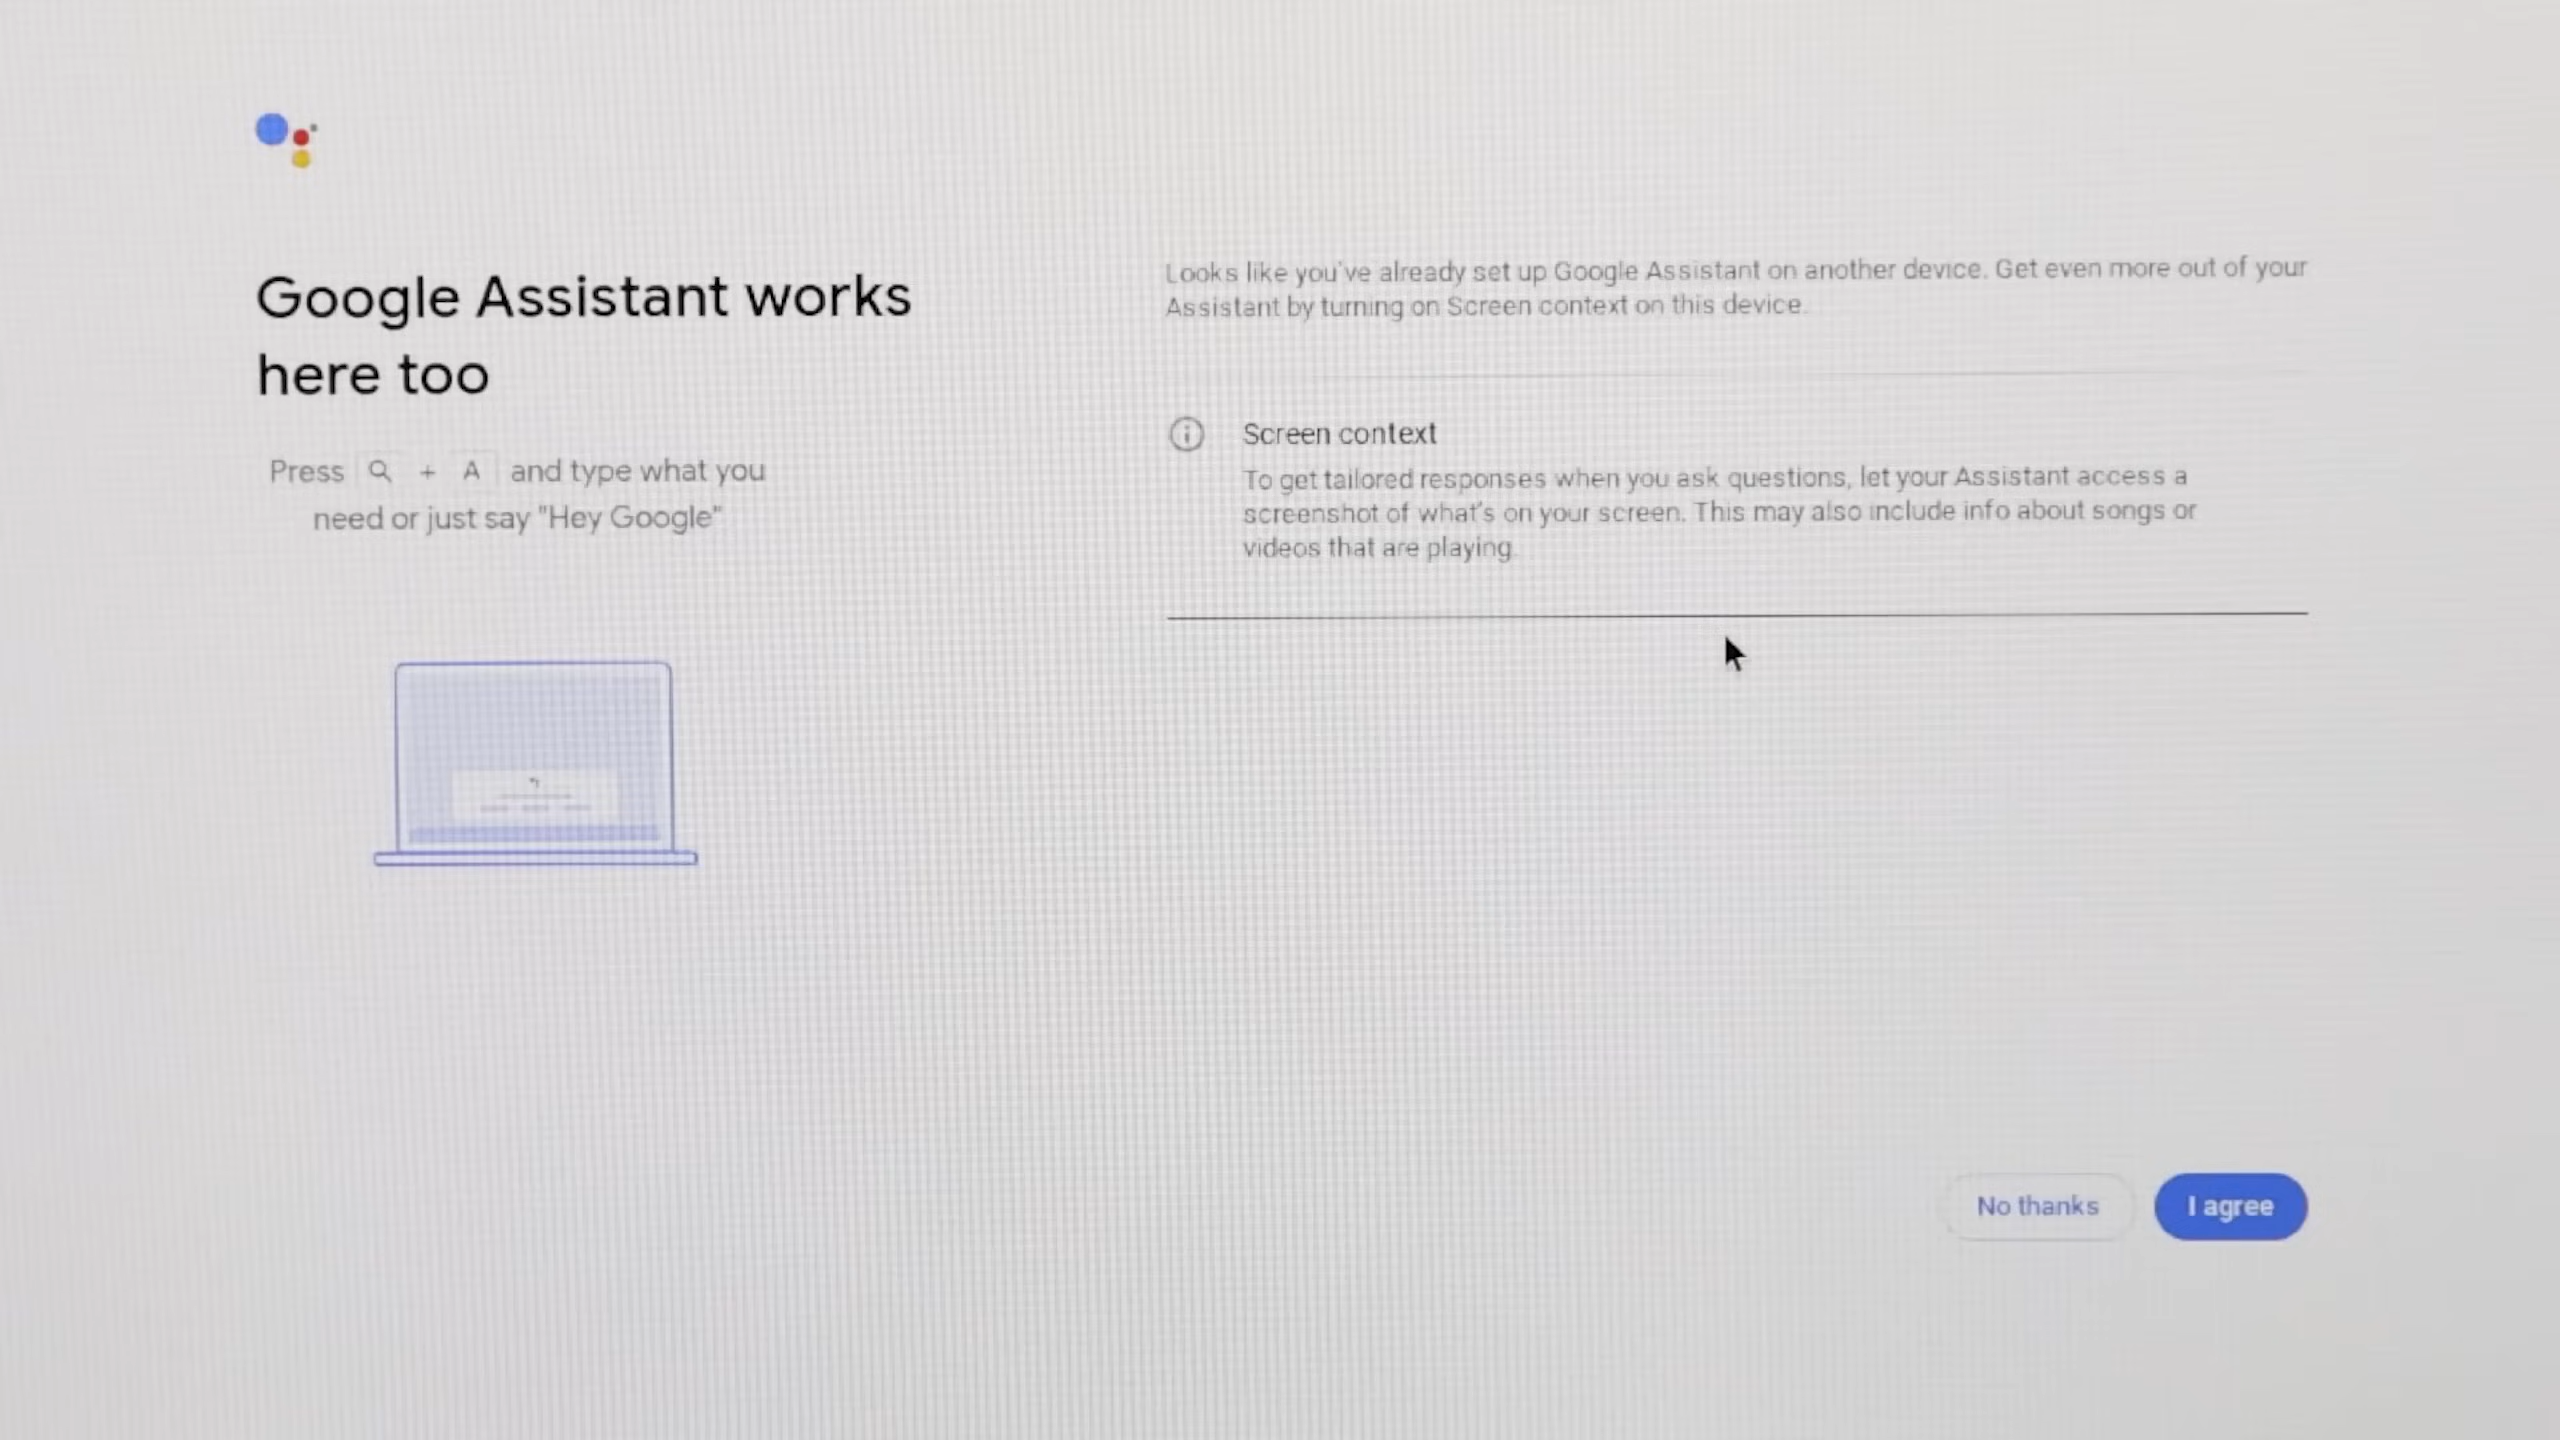 Google Assistant works
here too
Press + A and type what you
need or just say "Hey Google"
Looks like you've already set up Google Assistant on another device. Get even more out of your
Assistant by turning on Screen context on this device.
Screen context
To get tailored responses when you ask questions, let your Assistant access a
screenshot of what's on your screen. This may also include info about songs or
videos that are playing.
No thanks
I agree